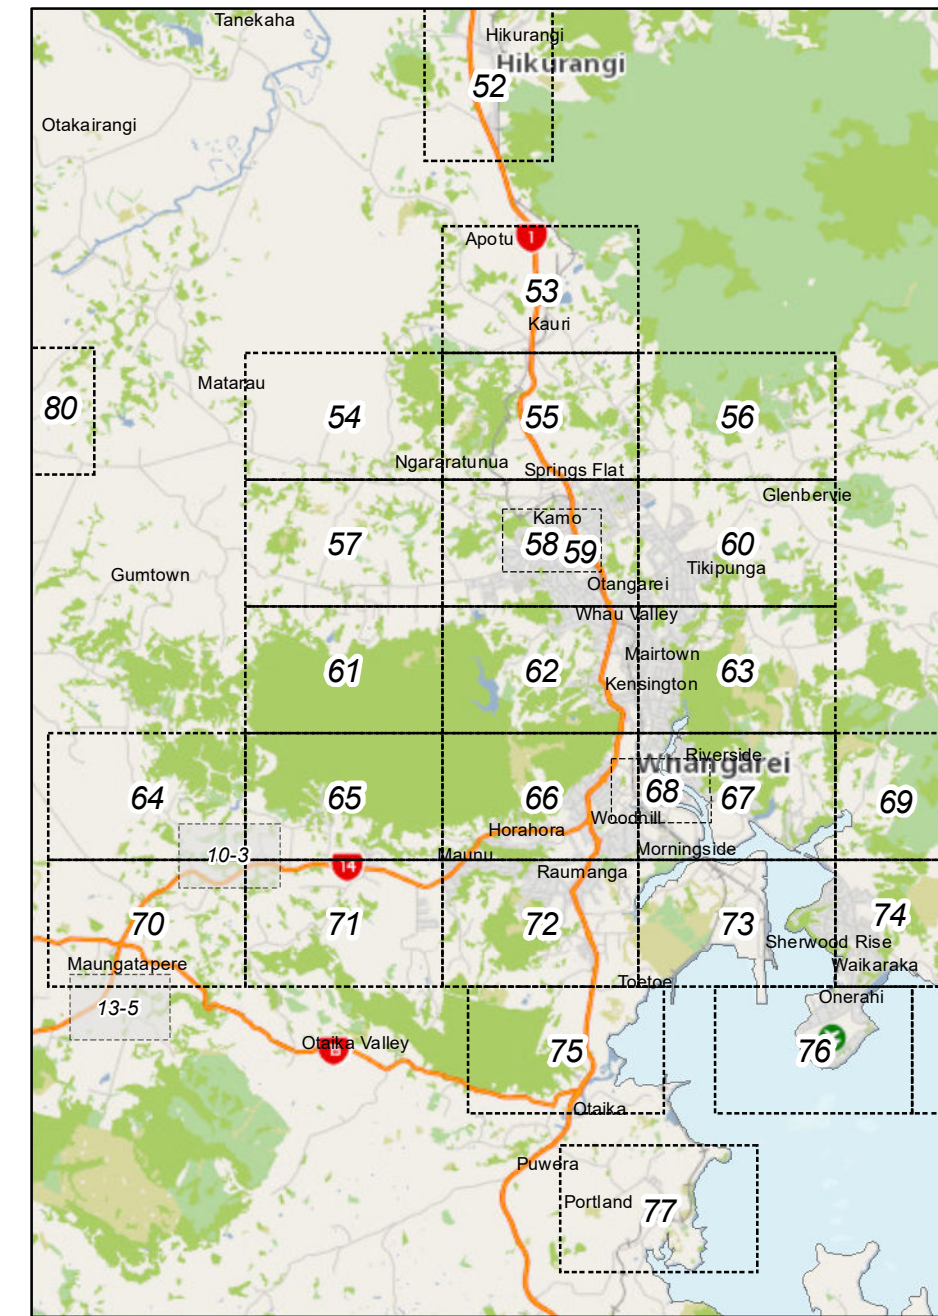 Tanekaha
Hikurangi
Hikurangi
52
Otakairangi
Apotu
1
53
Kauri
Matarau
80
54
55
56
Ngararatunua
Springs Flat
Glenbervie
Kamo
57
58
59
60
Tikipunga
Gumtown
Otangarei
Whau Valley
Mairtown
61
62
63
Kensington
Riverside
Whangarei
64
65
66
68
67
69
Woodhill
Horahora
10-3
Maunu
Morningside
14
Raumanga
70
71
72
73
74
Sherwood Rise
Maungatapere
Waikaraka
Toetoe
13-5
Onerahi
Otaika Valley
75
76
Otaika
Puwera
Portland
77